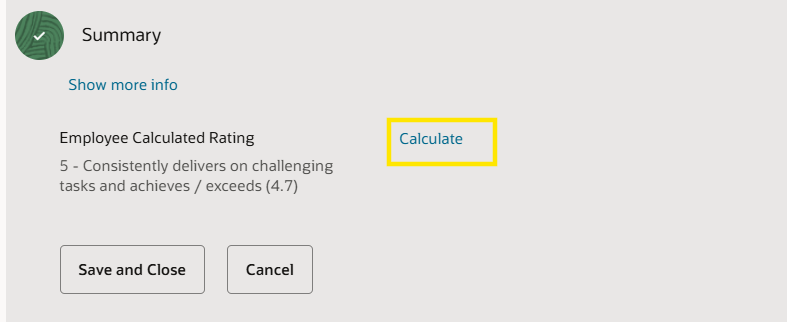 Summary
Show more info
Employee Calculated Rating
Calculate
5 - Consistently delivers on challenging
tasks and achieves / exceeds (4.7)
Save and Close
Cancel